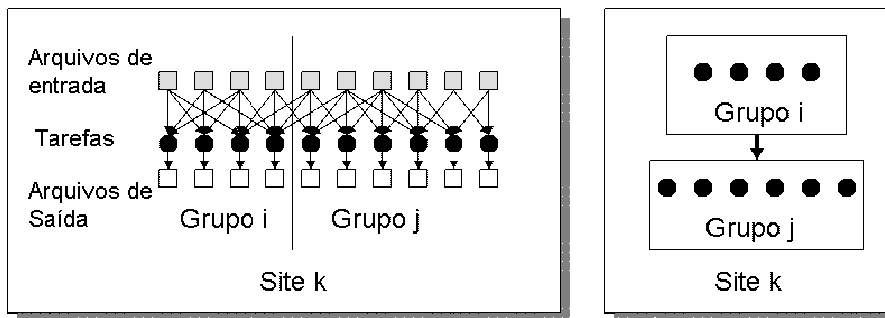 Arquivos de
entrada
Tarefas
Arquivos de
Saída
Grupo i
Grupo j
Site k
Grupo i
Grupo j
Site k